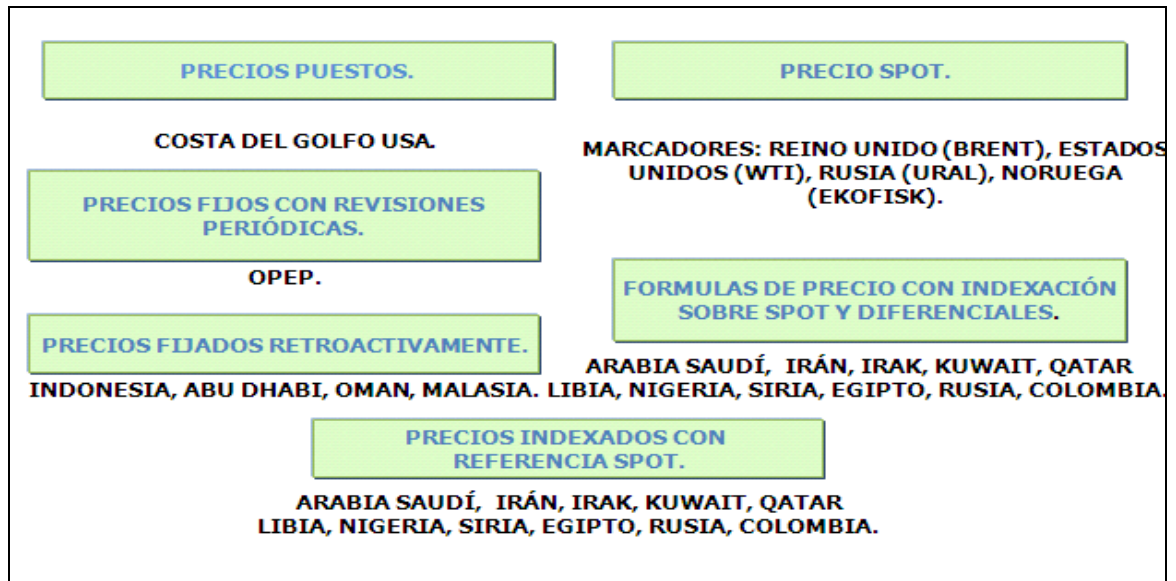 PRECIOS PUESTOS.
COSTA DEL GOLFO USA.
PRECIOS FIJOS CON REVISIONES
PERIÓDICAS.
OPEP.
PRECIOS FIJADOS RETROACTIVAMENTE.
INDONESIA, ABU DHABI, OMAN, MALASIA.
PRECIO SPOT.
MARCADORES: REINO UNIDO (BRENT), ESTADOS
UNIDOS (WTI), RUSIA (URAL), NORUEGA
(EKOFISK).
FORMULAS DE PRECIO CON INDEXACIÓN
SOBRE SPOT Y DIFERENCIALES.
ARABIA SAUDÍ, IRÁN, IRAK, KUWAIT, QATAR
LIBIA, NIGERIA, SIRIA, EGIPTO, RUSIA, COLOMBIA.
PRECIOS INDEXADOS CON
REFERENCIA SPOT.
ARABIA SAUDÍ, IRÁN, IRAK, KUWAIT, QATAR
LIBIA, NIGERIA, SIRIA, EGIPTO, RUSIA, COLOMBIA.